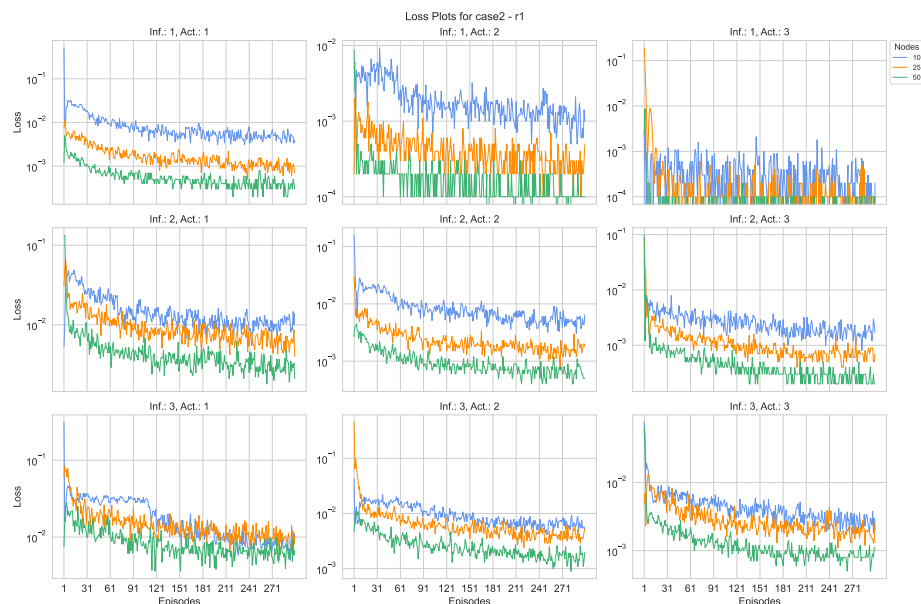 Loss Plots for case2 - r1
Inf.: 1, Act.: 1
Inf.: 1, Act.: 2
Inf.: 1, Act.: 3
Nodes
10
25
50
Loss
10⁻¹
10⁻²
10⁻³
10⁻²
10⁻³
10⁻⁴
10⁻¹
10⁻²
10⁻³
10⁻⁴
Inf.: 2, Act.: 1
Inf.: 2, Act.: 2
Inf.: 2, Act.: 3
Loss
10⁻¹
10⁻²
10⁻¹
10⁻²
10⁻³
10⁻¹
10⁻²
10⁻³
Inf.: 3, Act.: 1
Inf.: 3, Act.: 2
Inf.: 3, Act.: 3
Loss
10⁻¹
10⁻²
10⁻¹
10⁻²
10⁻³
10⁻²
10⁻³
1 31 61 91 121 151 181 211 241 271
1 31 61 91 121 151 181 211 241 271
1 31 61 91 121 151 181 211 241 271
Episodes
Episodes
Episodes